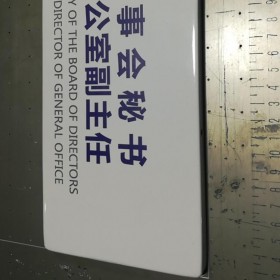 事会秘书
公室副主任
Y OF THE BOARD OF DIRECTORS
DIRECTOR OF GENERAL OFFICE